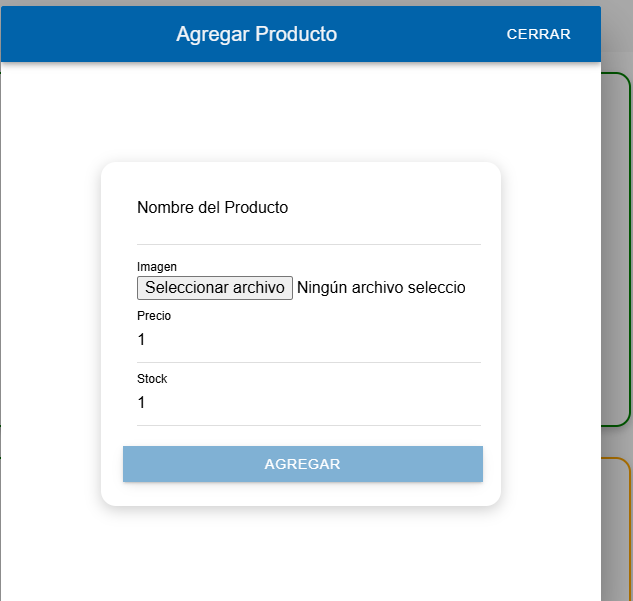 Agregar Producto CERRAR
Nombre del Producto
Imagen
Seleccionar archivo Ningún archivo seleccio
Precio
1
Stock
1
AGREGAR